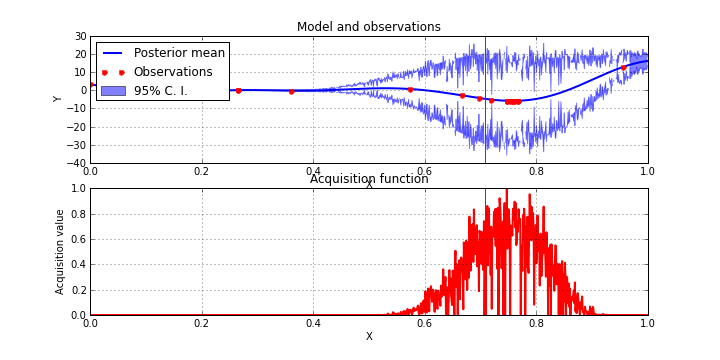 Model and observations
30
20
10
0
−10
−20
−30
−40
Y
Posterior mean
Observations
95% C. I.
0.0 0.2 0.4 0.6 0.8 1.0
X
Acquisition function
1.0
0.8
0.6
0.4
0.2
0.0
Acquisition value
0.0 0.2 0.4 0.6 0.8 1.0
X